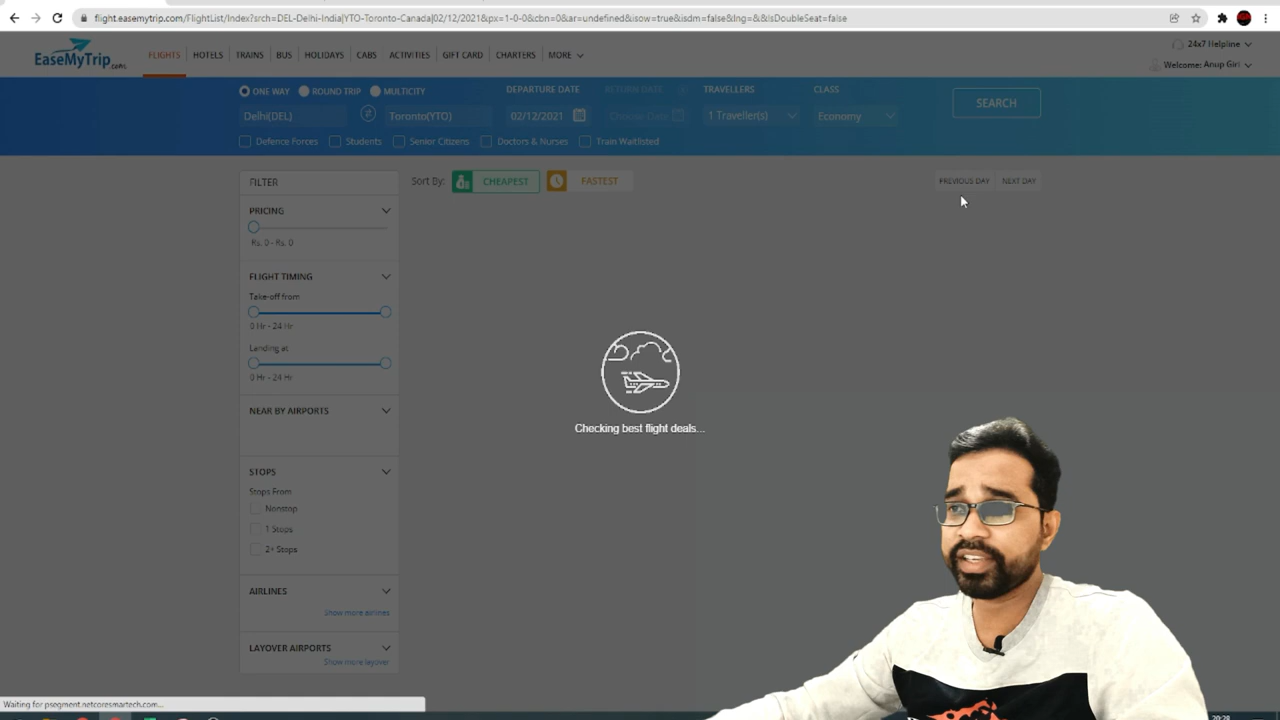 flight.easemytrip.com/FlightList/Index?srch=DEL-Delhi-India|YTO-Toronto-Canada|02/12/2021&px=1-0-0&cbn=0&ar=undefined&isow=true&isdm=false&lng=&&IsDoubleSeat=false
EaseMyTrip.com
FLIGHTS HOTELS TRAINS BUS HOLIDAYS CABS ACTIVITIES GIFT CARD CHARTERS MORE
24x7 Helpline
Welcome: Anup Giri
ONE WAY ROUND TRIP MULTICITY DEPARTURE DATE RETURN DATE TRAVELLERS CLASS
Delhi(DEL) Toronto(YTO) 02/12/2021 Choose Date 1 Traveller(s) Economy SEARCH
Defence Forces Students Senior Citizens Doctors & Nurses Train Waitlisted
FILTER
Sort By: CHEAPEST FASTEST PREVIOUS DAY NEXT DAY
PRICING
Rs. 0 - Rs. 0
FLIGHT TIMING
Take-off from
0 Hr - 24 Hr
Landing at
0 Hr - 24 Hr
NEAR BY AIRPORTS
Checking best flight deals...
STOPS
Stops From
Nonstop
1 Stops
2+ Stops
AIRLINES
Show more airlines
LAYOVER AIRPORTS
Show more layover
Waiting for psegment.netcoresmartech.com...
20:28